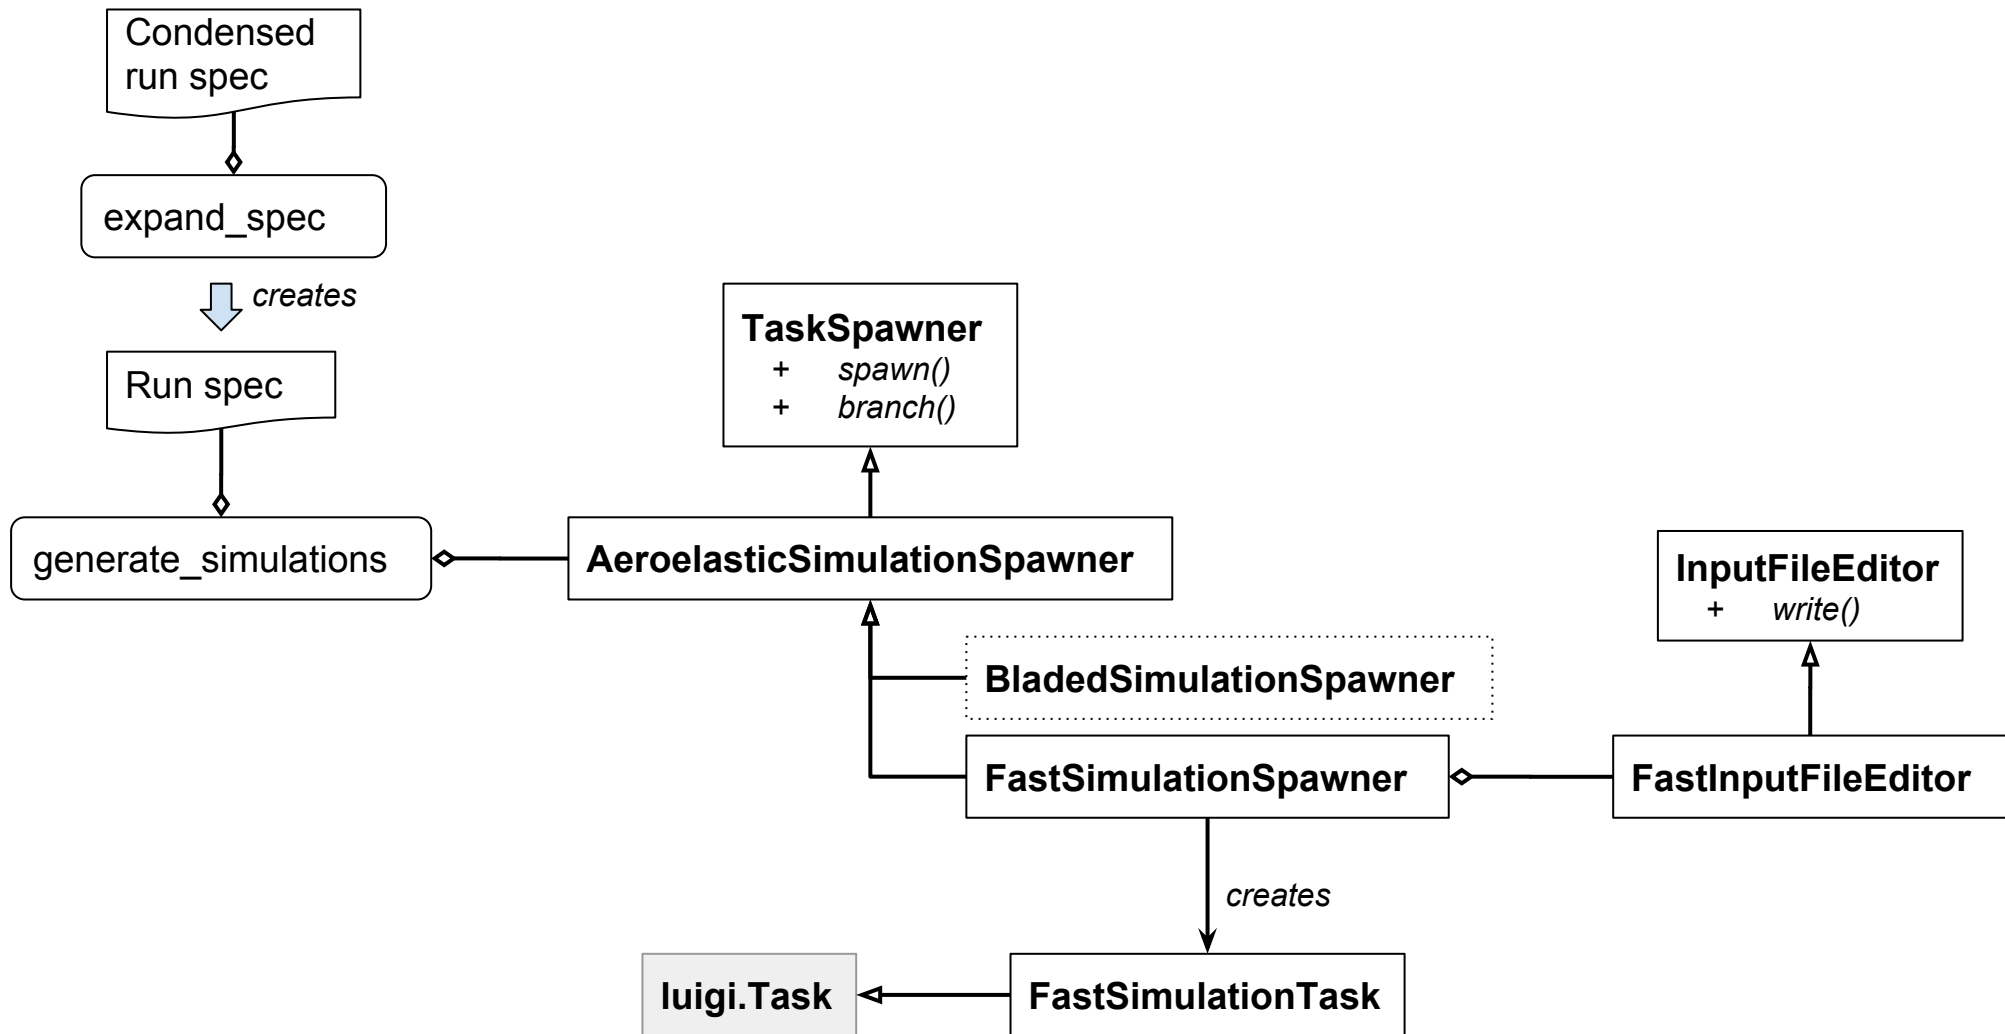 Condensed
run spec
expand_spec
creates
Run spec
generate_simulations
TaskSpawner
+ spawn()
+ branch()
AeroelasticSimulationSpawner
BladedSimulationSpawner
FastSimulationSpawner
InputFileEditor
+ write()
FastInputFileEditor
creates
luigi.Task
FastSimulationTask